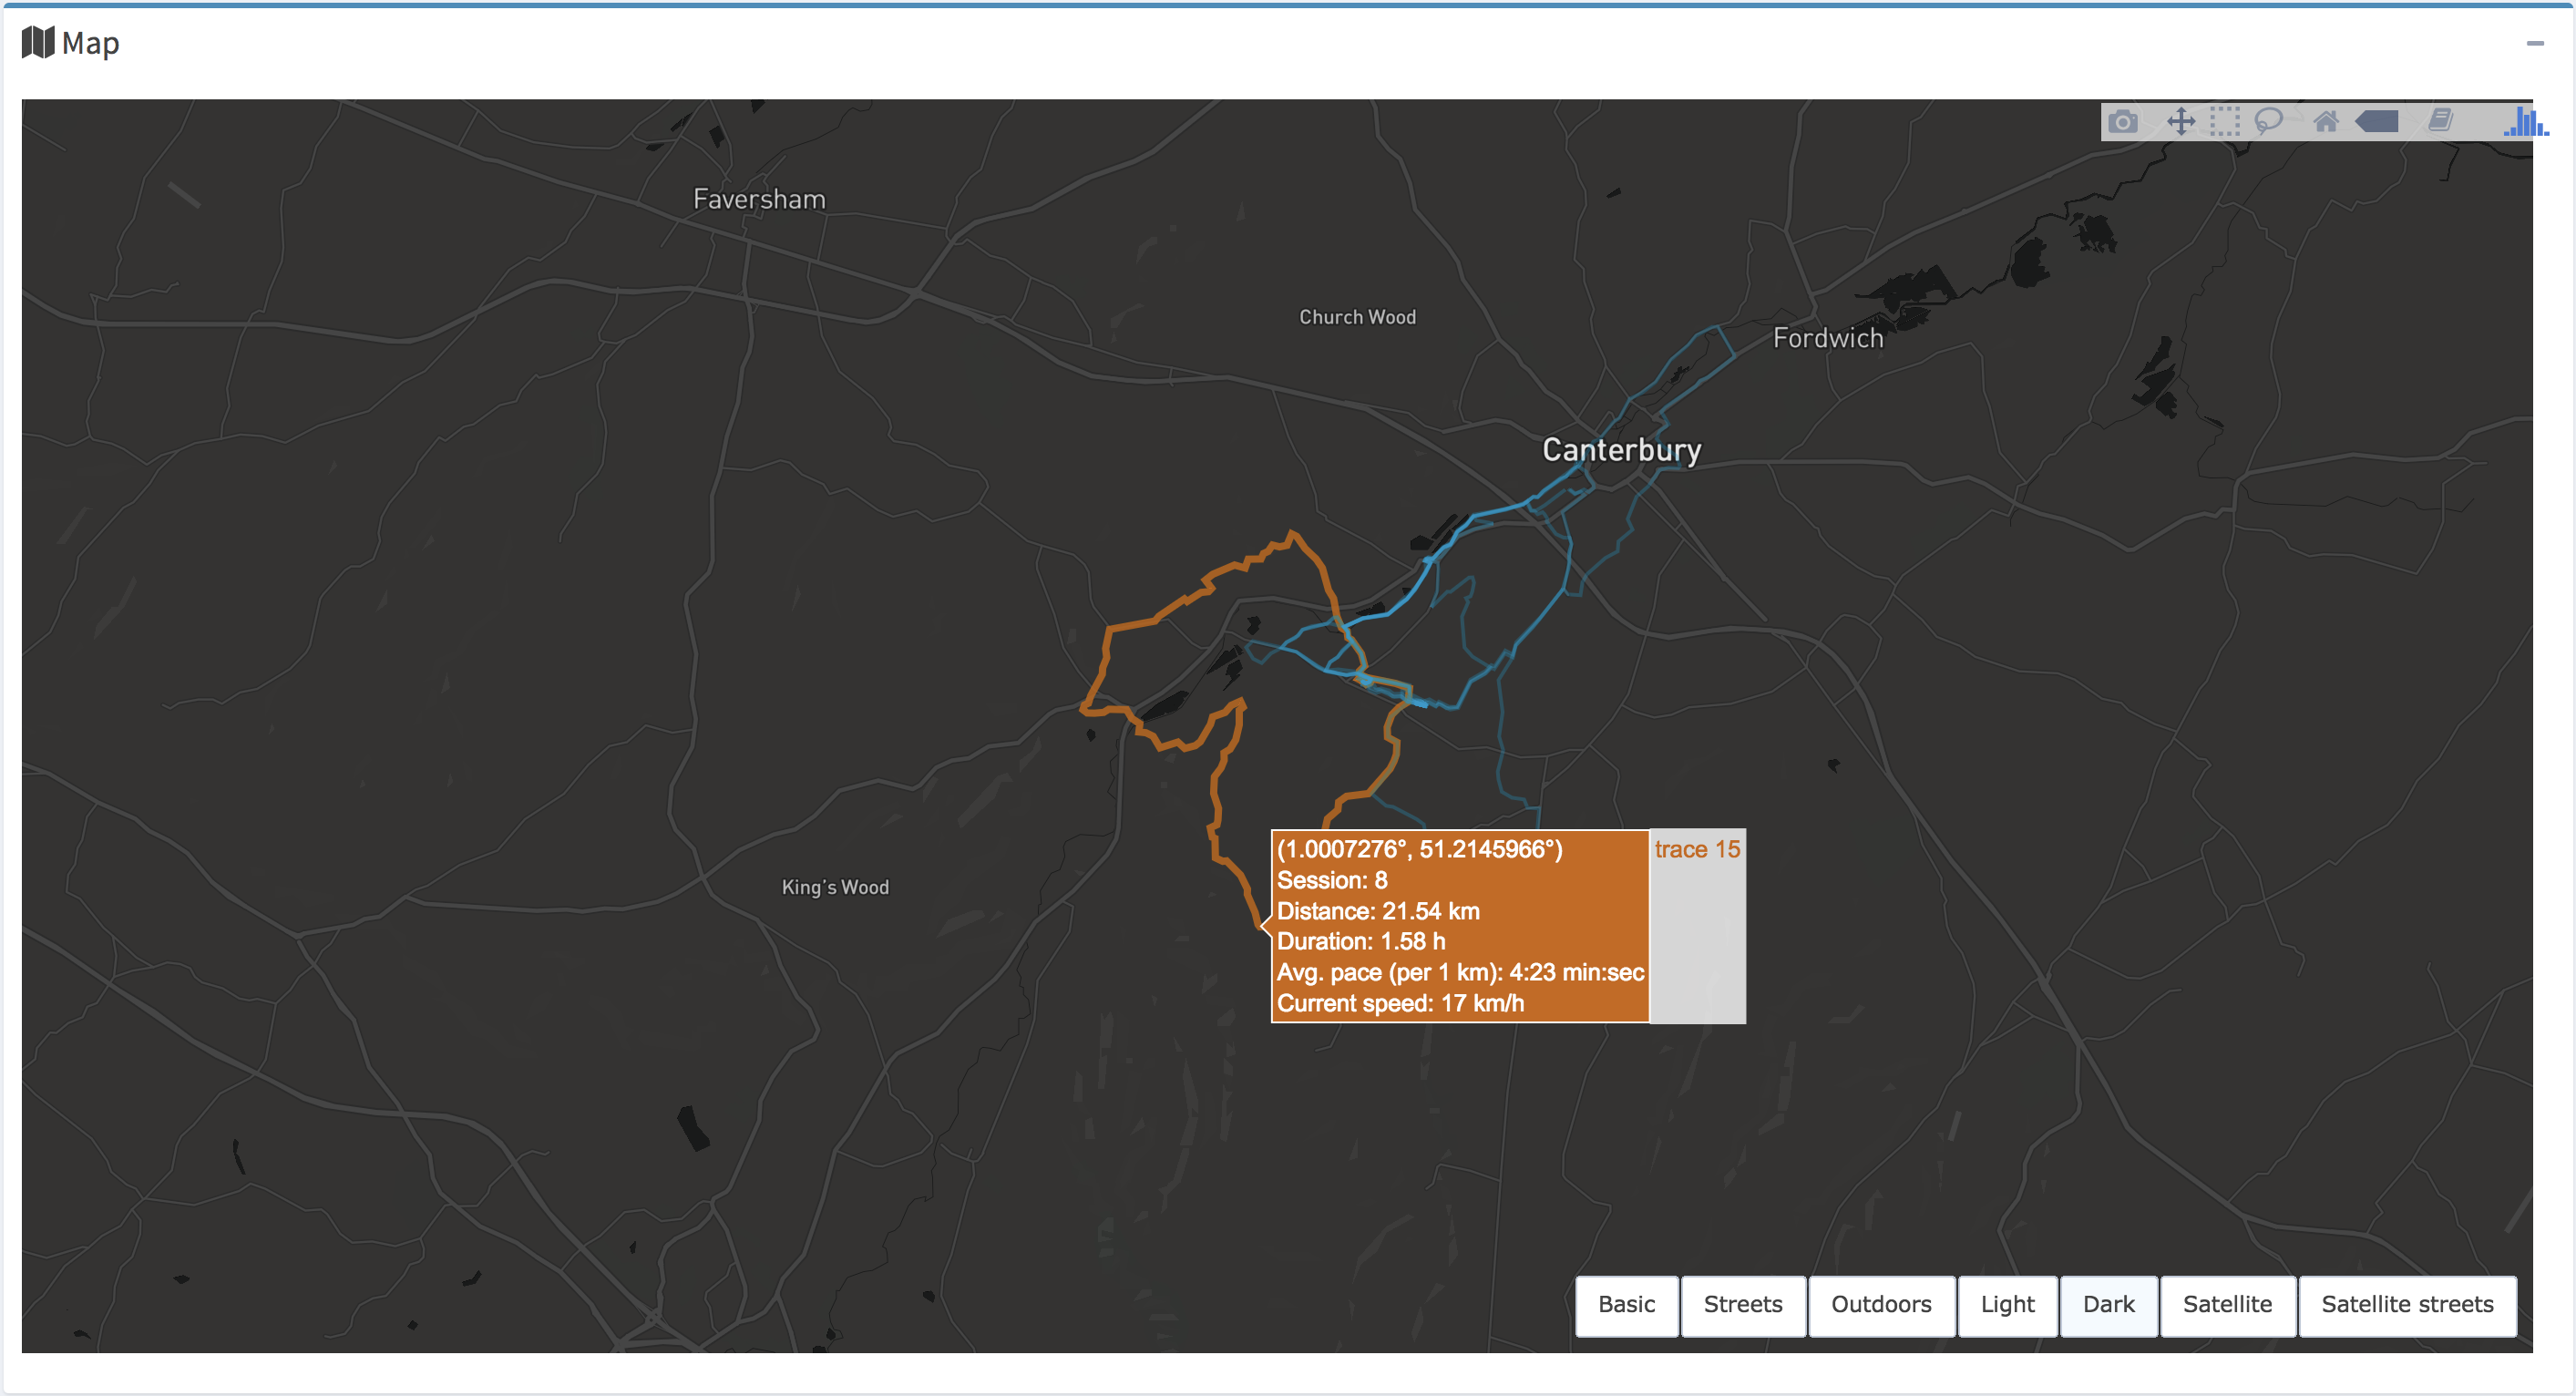 Map
Faversham
Church Wood
Fordwich
Canterbury
King's Wood
(1.0007276°, 51.2145966°)
Session: 8
Distance: 21.54 km
Duration: 1.58 h
Avg. pace (per 1 km): 4:23 min:sec
Current speed: 17 km/h
trace 15
Basic
Streets
Outdoors
Light
Dark
Satellite
Satellite streets